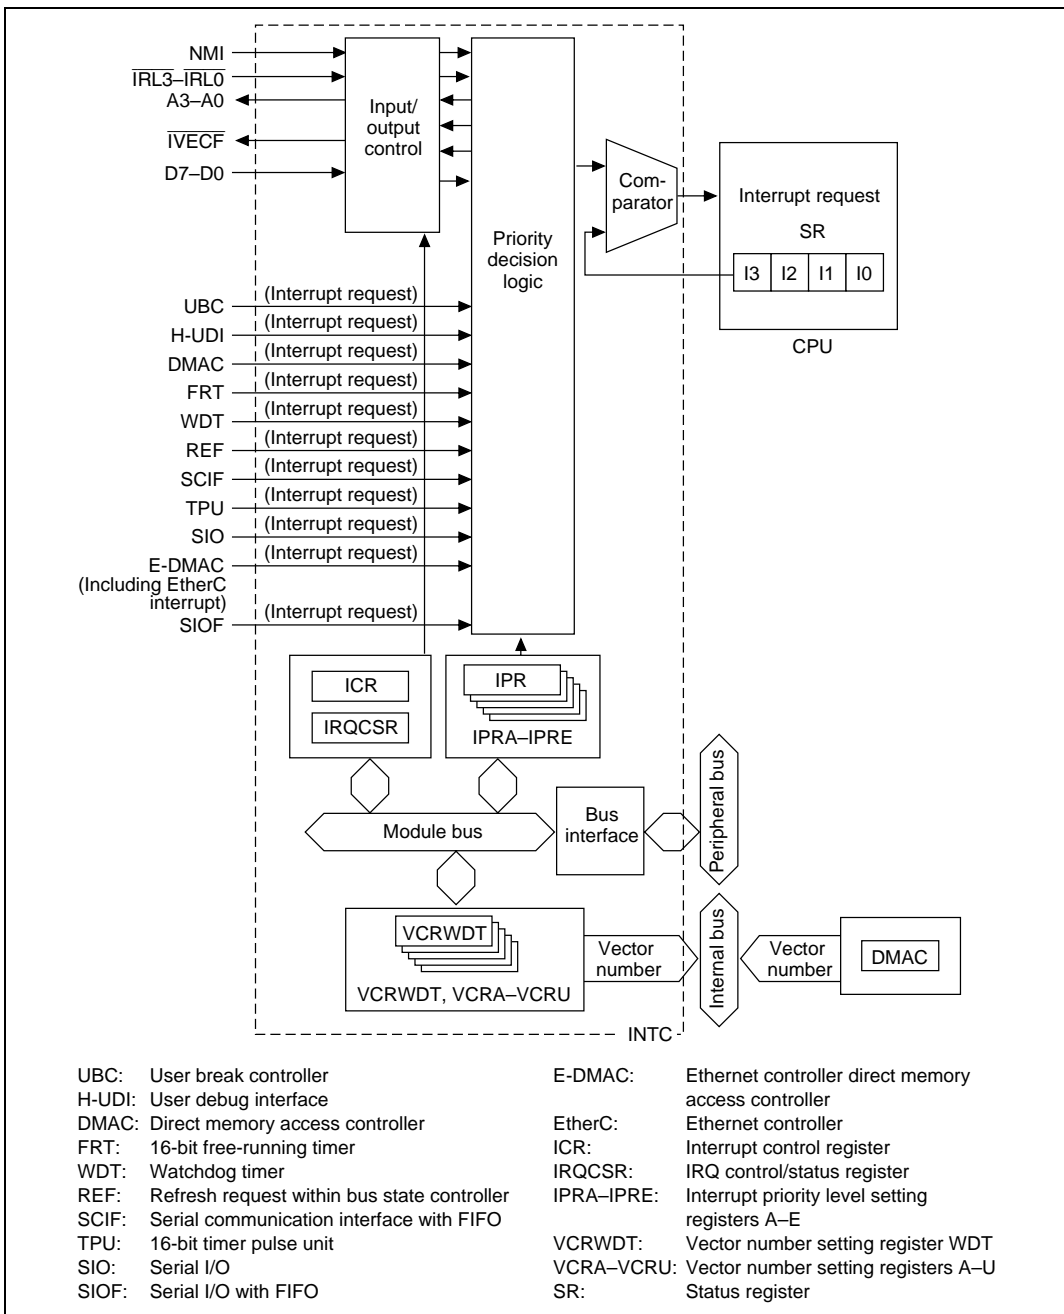 NMI
IRL3–IRL0
A3–A0
IVECF
D7–D0
Input/
output
control
Priority
decision
logic
Com-
parator
Interrupt request
SR
I3 I2 I1 I0
CPU
UBC (Interrupt request)
H-UDI (Interrupt request)
DMAC (Interrupt request)
FRT (Interrupt request)
WDT (Interrupt request)
REF (Interrupt request)
SCIF (Interrupt request)
TPU (Interrupt request)
SIO (Interrupt request)
E-DMAC (Interrupt request)
(Including EtherC
interrupt)
SIOF (Interrupt request)
ICR
IRQCSR
IPR
IPRA–IPRE
Module bus
Bus
interface
Peripheral bus
VCRWDT
VCRWDT, VCRA–VCRU
Vector
number
Internal bus
Vector
number
DMAC
INTC
UBC: User break controller
H-UDI: User debug interface
DMAC: Direct memory access controller
FRT: 16-bit free-running timer
WDT: Watchdog timer
REF: Refresh request within bus state controller
SCIF: Serial communication interface with FIFO
TPU: 16-bit timer pulse unit
SIO: Serial I/O
SIOF: Serial I/O with FIFO
E-DMAC: Ethernet controller direct memory
access controller
EtherC: Ethernet controller
ICR: Interrupt control register
IRQCSR: IRQ control/status register
IPRA–IPRE: Interrupt priority level setting
registers A–E
VCRWDT: Vector number setting register WDT
VCRA–VCRU: Vector number setting registers A–U
SR: Status register